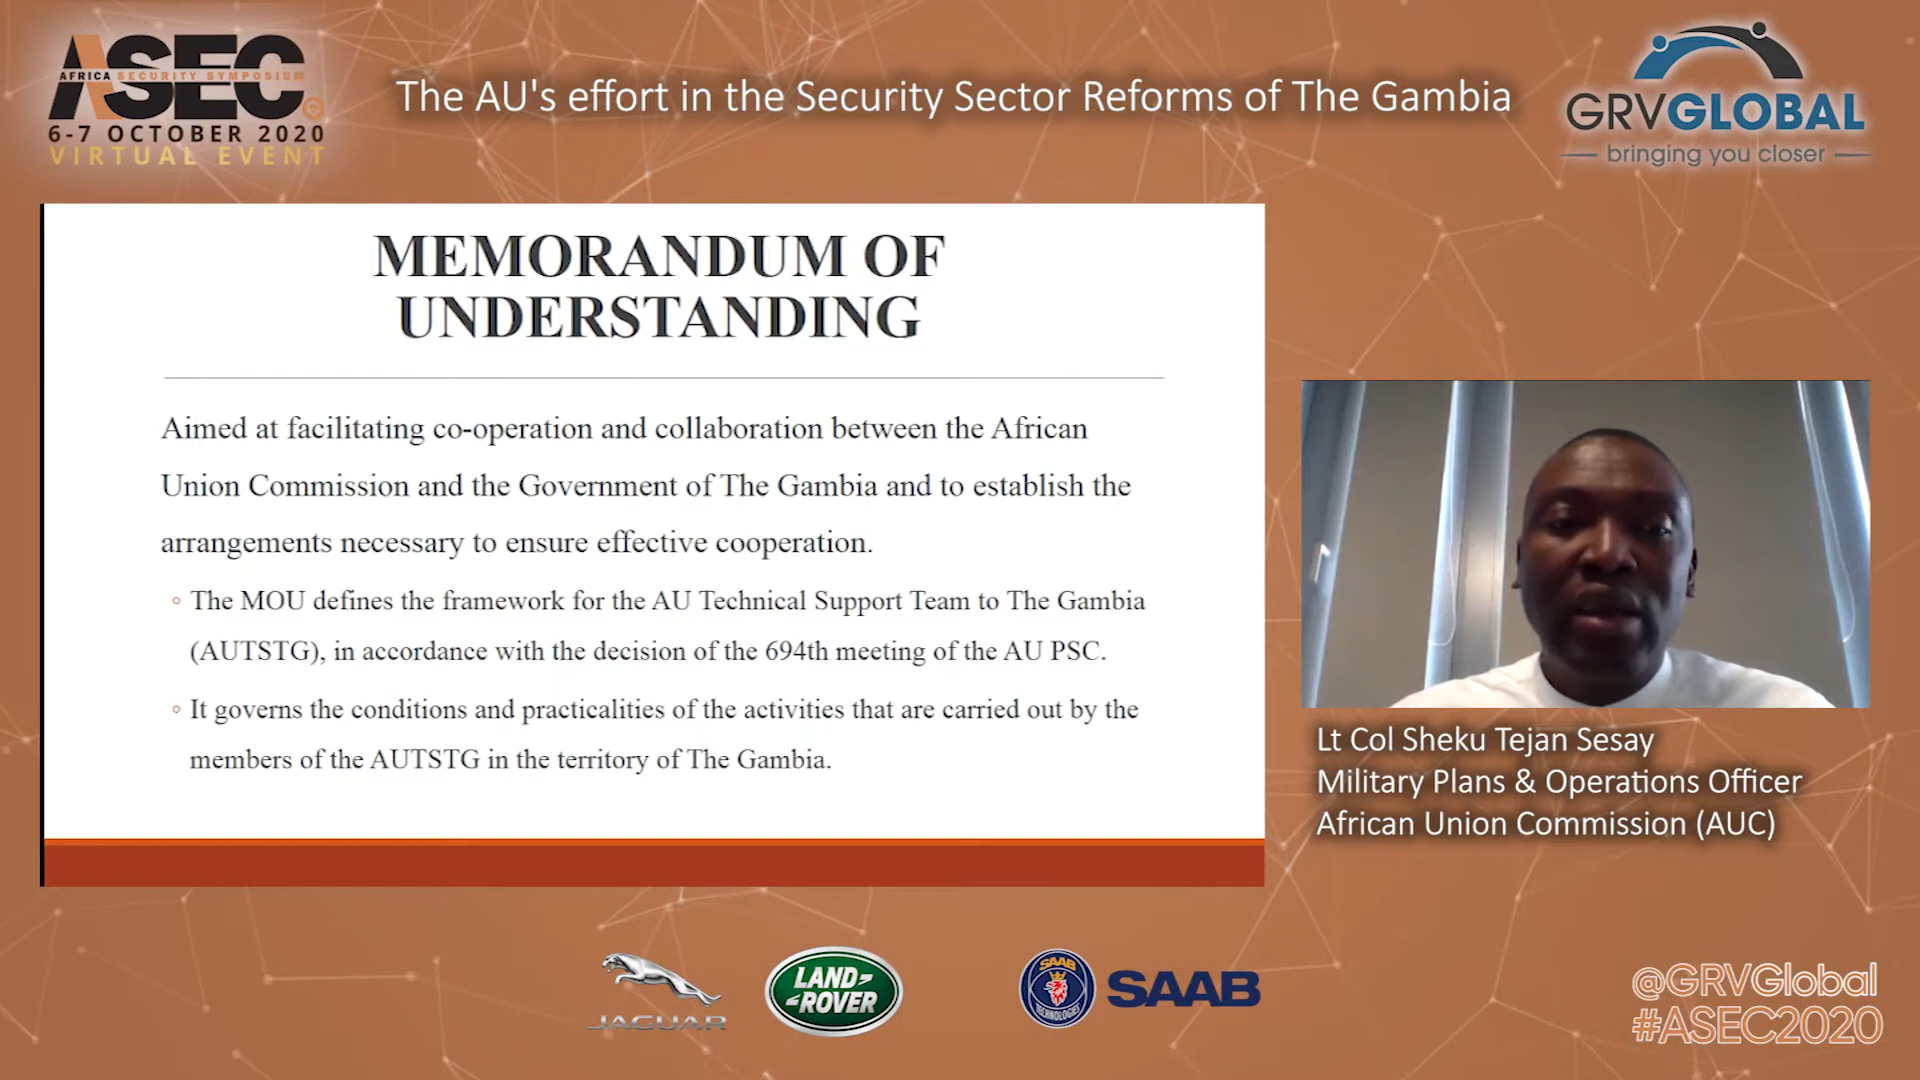 ASEC
AFRICA SECURITY SYMPOSIUM
6-7 OCTOBER 2020
VIRTUAL EVENT
The AU's effort in the Security Sector Reforms of The Gambia
GRVGLOBAL
bringing you closer
MEMORANDUM OF
UNDERSTANDING
Aimed at facilitating co-operation and collaboration between the African
Union Commission and the Government of The Gambia and to establish the
arrangements necessary to ensure effective cooperation.
◦ The MOU defines the framework for the AU Technical Support Team to The Gambia
(AUTSTG), in accordance with the decision of the 694th meeting of the AU PSC.
◦ It governs the conditions and practicalities of the activities that are carried out by the
members of the AUTSTG in the territory of The Gambia.
Lt Col Sheku Tejan Sesay
Military Plans & Operations Officer
African Union Commission (AUC)
JAGUAR
LAND-
-ROVER
SAAB
TECHNOLOGIES
SAAB
@GRVGlobal
#ASEC2020